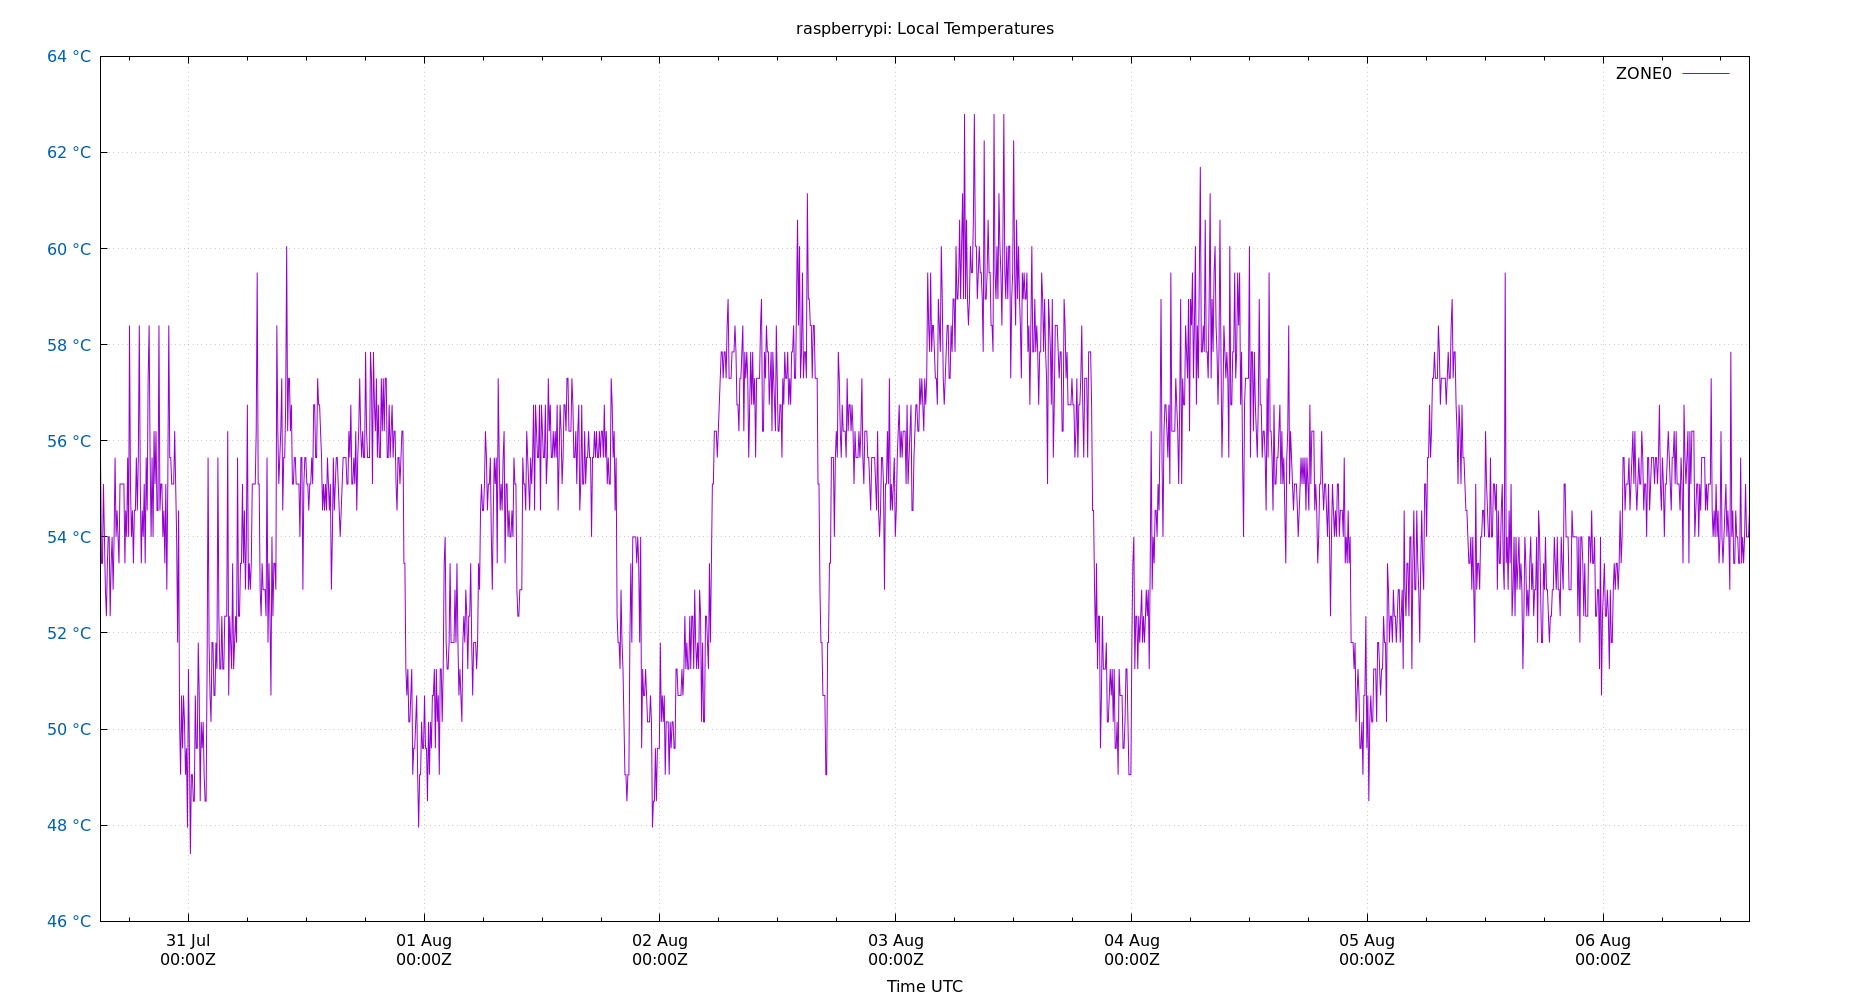 raspberrypi: Local Temperatures
64 °C
ZONE0
62 °C
60 °C
58 °C
56 °C
54 °C
52 °C
50 °C
48 °C
46 °C
31 Jul 01 Aug 02 Aug 03 Aug 04 Aug 05 Aug 06 Aug
00:00Z 00:00Z 00:00Z 00:00Z 00:00Z 00:00Z 00:00Z
Time UTC